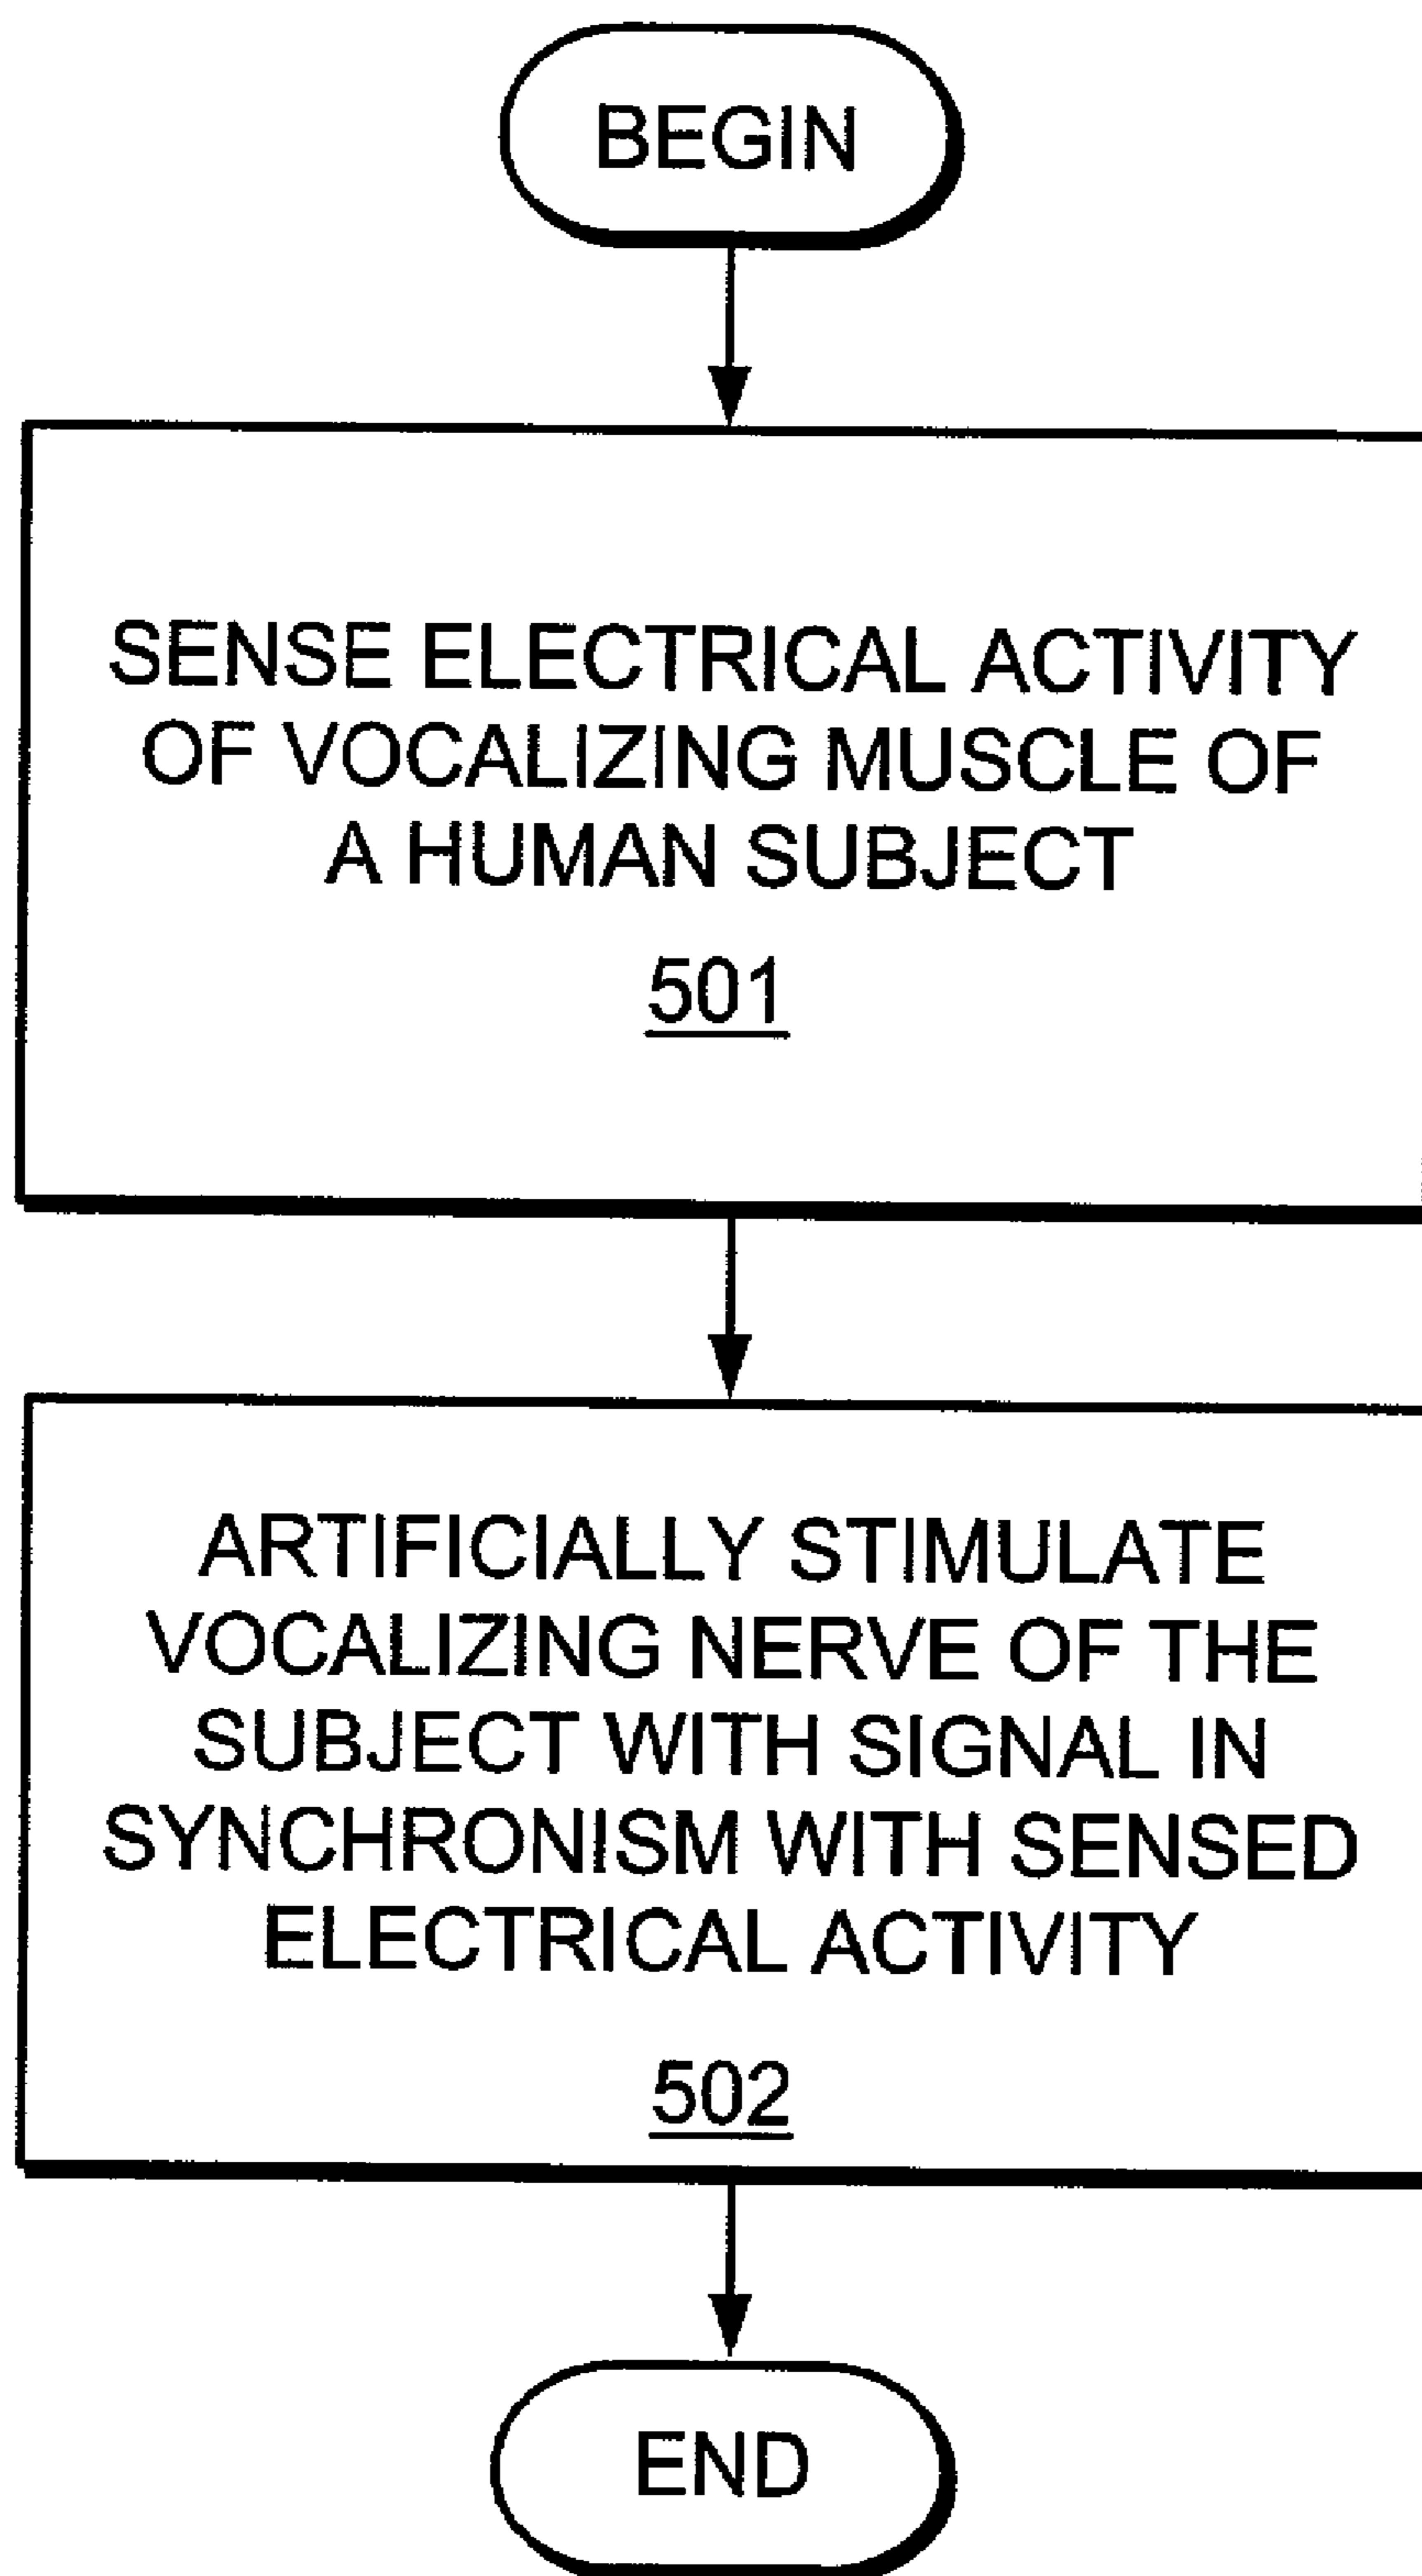 BEGIN
SENSE ELECTRICAL ACTIVITY
OF VOCALIZING MUSCLE OF
A HUMAN SUBJECT
501
ARTIFICIALLY STIMULATE
VOCALIZING NERVE OF THE
SUBJECT WITH SIGNAL IN
SYNCHRONISM WITH SENSED
ELECTRICAL ACTIVITY
502
END